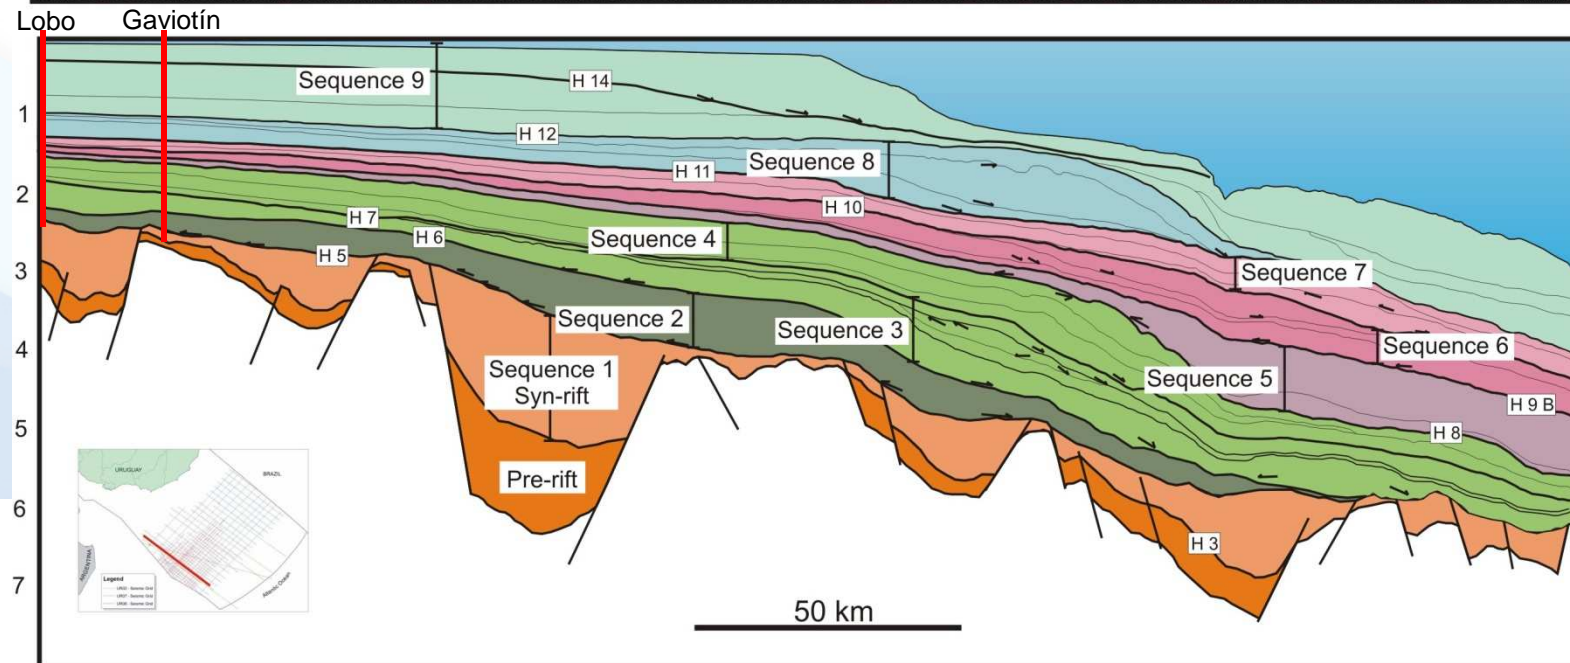 Lobo
Gaviotín
Sequence 9
H 14
1
H 12
Sequence 8
H 11
2
H 10
H 7
H 6
Sequence 4
H 5
3
Sequence 7
Sequence 2
Sequence 3
4
Sequence 6
Sequence 1
Syn-rift
Sequence 5
H 9 B
5
H 8
Pre-rift
URUGUAY
BRAZIL
6
H 3
ARGENTINA
Atlantic Ocean
Legend
7
50 km